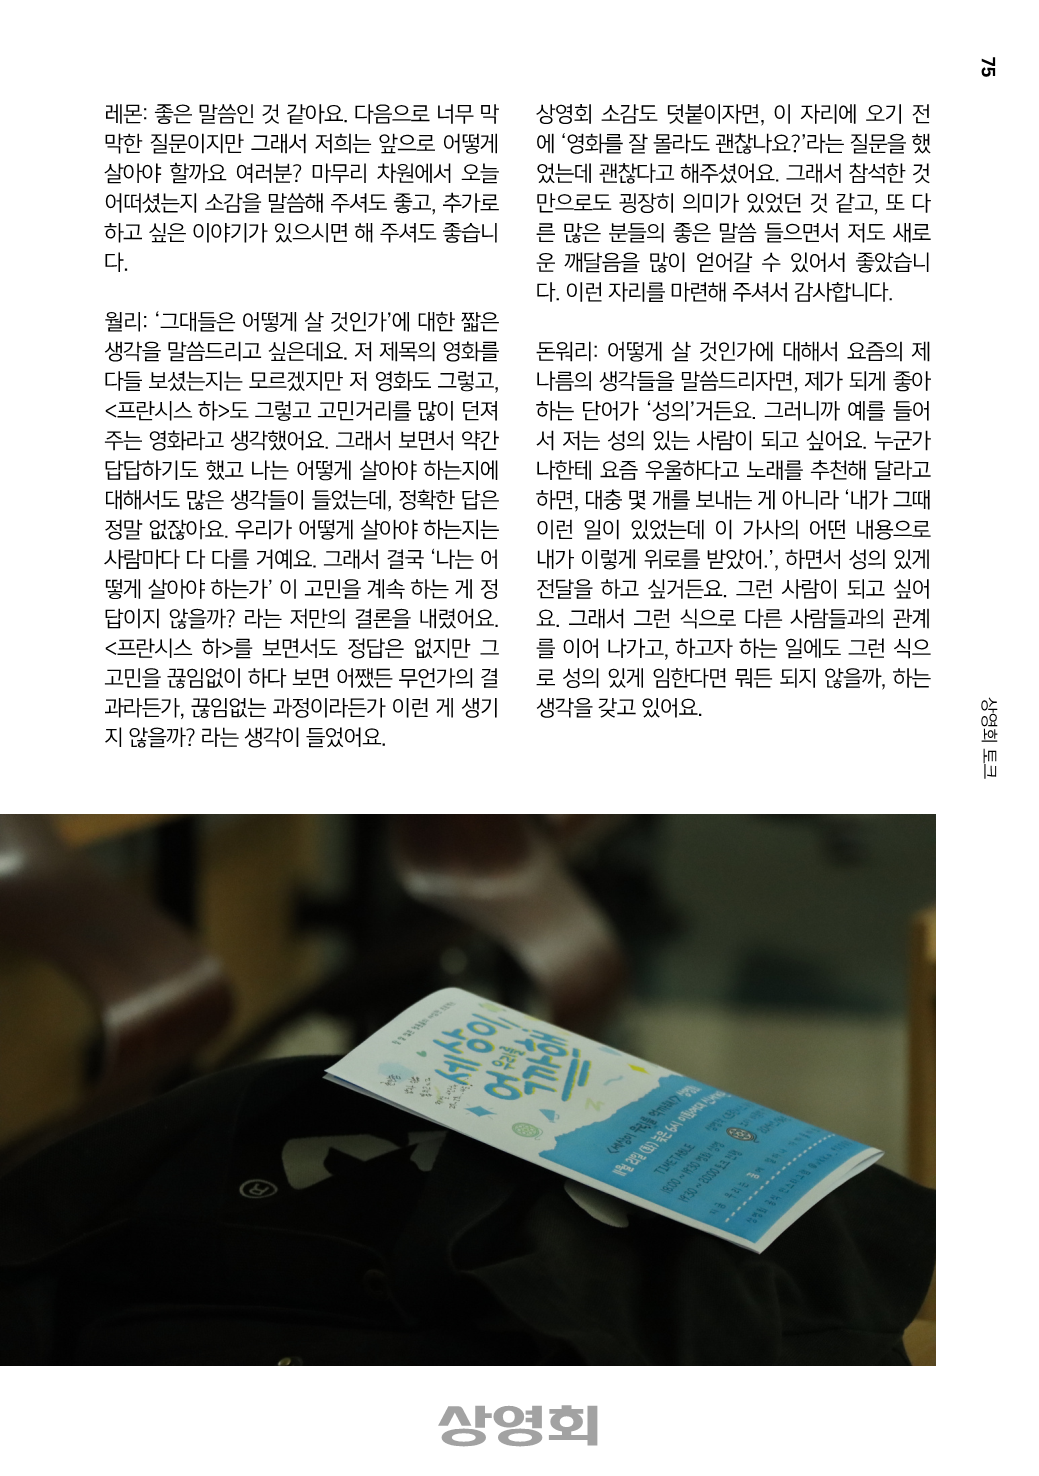 75
레몬: 좋은 말씀인 것 같아요. 다음으로 너무 막
막한 질문이지만 그래서 저희는 앞으로 어떻게
살아야 할까요 여러분? 마무리 차원에서 오늘
어떠셨는지 소감을 말씀해 주셔도 좋고, 추가로
하고 싶은 이야기가 있으시면 해 주셔도 좋습니
다.
월리: ‘그대들은 어떻게 살 것인가’에 대한 짧은
생각을 말씀드리고 싶은데요. 저 제목의 영화를
다들 보셨는지는 모르겠지만 저 영화도 그렇고,
<프란시스 하>도 그렇고 고민거리를 많이 던져
주는 영화라고 생각했어요. 그래서 보면서 약간
답답하기도 했고 나는 어떻게 살아야 하는지에
대해서도 많은 생각들이 들었는데, 정확한 답은
정말 없잖아요. 우리가 어떻게 살아야 하는지는
사람마다 다 다를 거예요. 그래서 결국 ‘나는 어
떻게 살아야 하는가’ 이 고민을 계속 하는 게 정
답이지 않을까? 라는 저만의 결론을 내렸어요.
<프란시스 하>를 보면서도 정답은 없지만 그
고민을 끊임없이 하다 보면 어쨌든 무언가의 결
과라든가, 끊임없는 과정이라든가 이런 게 생기
지 않을까? 라는 생각이 들었어요.
상영회 소감도 덧붙이자면, 이 자리에 오기 전
에 ‘영화를 잘 몰라도 괜찮나요?’라는 질문을 했
었는데 괜찮다고 해주셨어요. 그래서 참석한 것
만으로도 굉장히 의미가 있었던 것 같고, 또 다
른 많은 분들의 좋은 말씀 들으면서 저도 새로
운 깨달음을 많이 얻어갈 수 있어서 좋았습니
다. 이런 자리를 마련해 주셔서 감사합니다.
돈워리: 어떻게 살 것인가에 대해서 요즘의 제
나름의 생각들을 말씀드리자면, 제가 되게 좋아
하는 단어가 ‘성의’거든요. 그러니까 예를 들어
서 저는 성의 있는 사람이 되고 싶어요. 누군가
나한테 요즘 우울하다고 노래를 추천해 달라고
하면, 대충 몇 개를 보내는 게 아니라 ‘내가 그때
이런 일이 있었는데 이 가사의 어떤 내용으로
내가 이렇게 위로를 받았어.’, 하면서 성의 있게
전달을 하고 싶거든요. 그런 사람이 되고 싶어
요. 그래서 그런 식으로 다른 사람들과의 관계
를 이어 나가고, 하고자 하는 일에도 그런 식으
로 성의 있게 임한다면 뭐든 되지 않을까, 하는
생각을 갖고 있어요.
상영회 토크
세상이
우리를
억까해
TIMETABLE
®
상영회